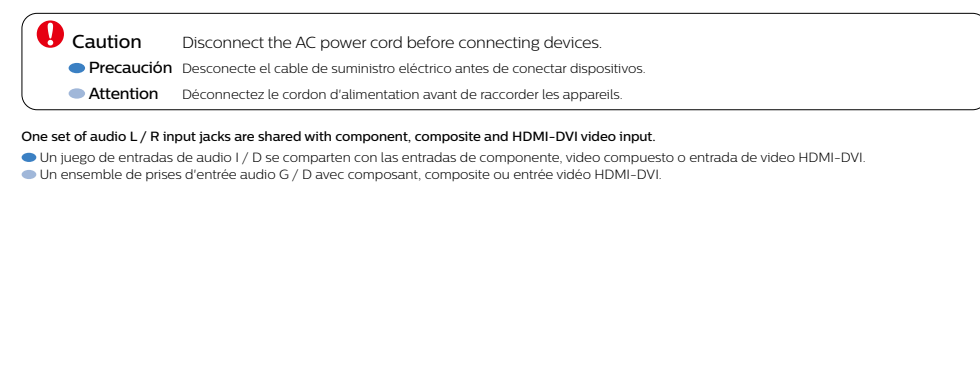 Caution Disconnect the AC power cord before connecting devices.
Precaución Desconecte el cable de suministro eléctrico antes de conectar dispositivos.
Attention Déconnectez le cordon d'alimentation avant de raccorder les appareils.
One set of audio L / R input jacks are shared with component, composite and HDMI-DVI video input.
Un juego de entradas de audio I / D se comparten con las entradas de componente, video compuesto o entrada de video HDMI-DVI.
Un ensemble de prises d'entrée audio G / D avec composant, composite ou entrée vidéo HDMI-DVI.